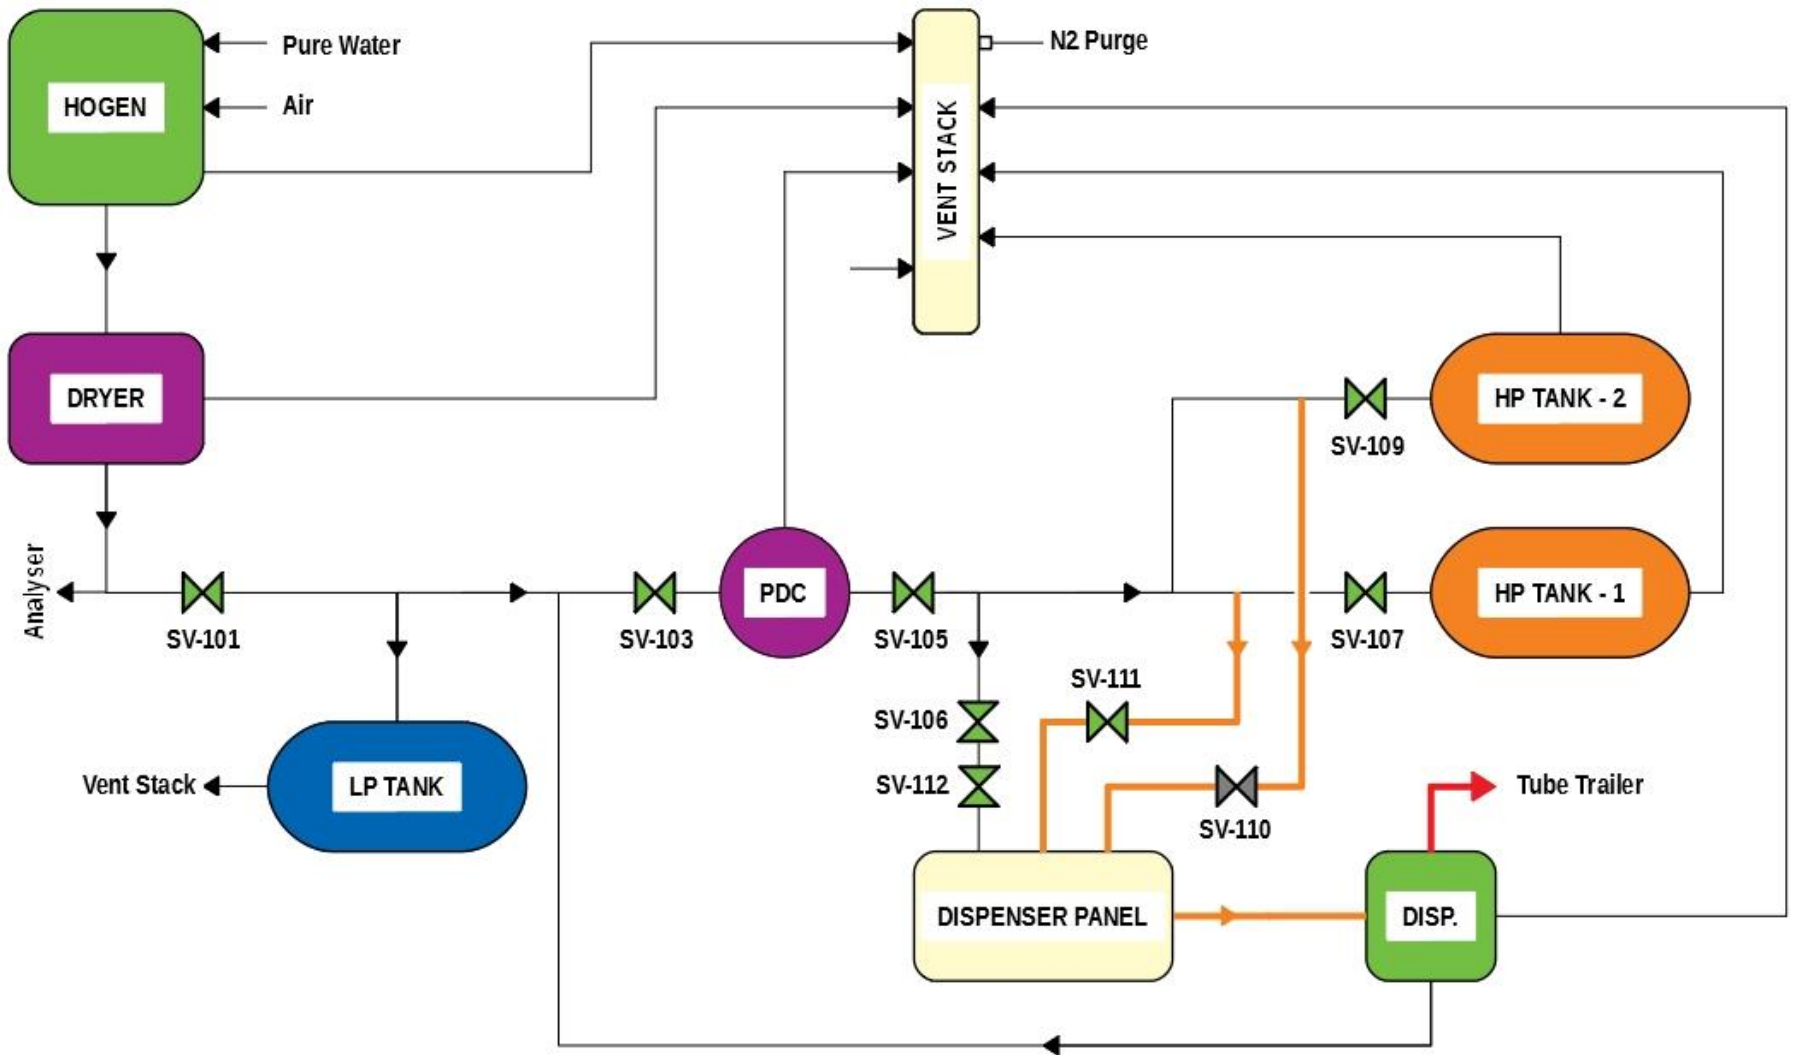 Pure Water
N2 Purge
HOGEN
Air
VENT STACK
DRYER
HP TANK - 2
SV-109
Analyser
PDC
HP TANK - 1
SV-101
SV-103
SV-105
SV-107
SV-111
SV-106
Vent Stack
LP TANK
SV-112
Tube Trailer
SV-110
DISPENSER PANEL
DISP.